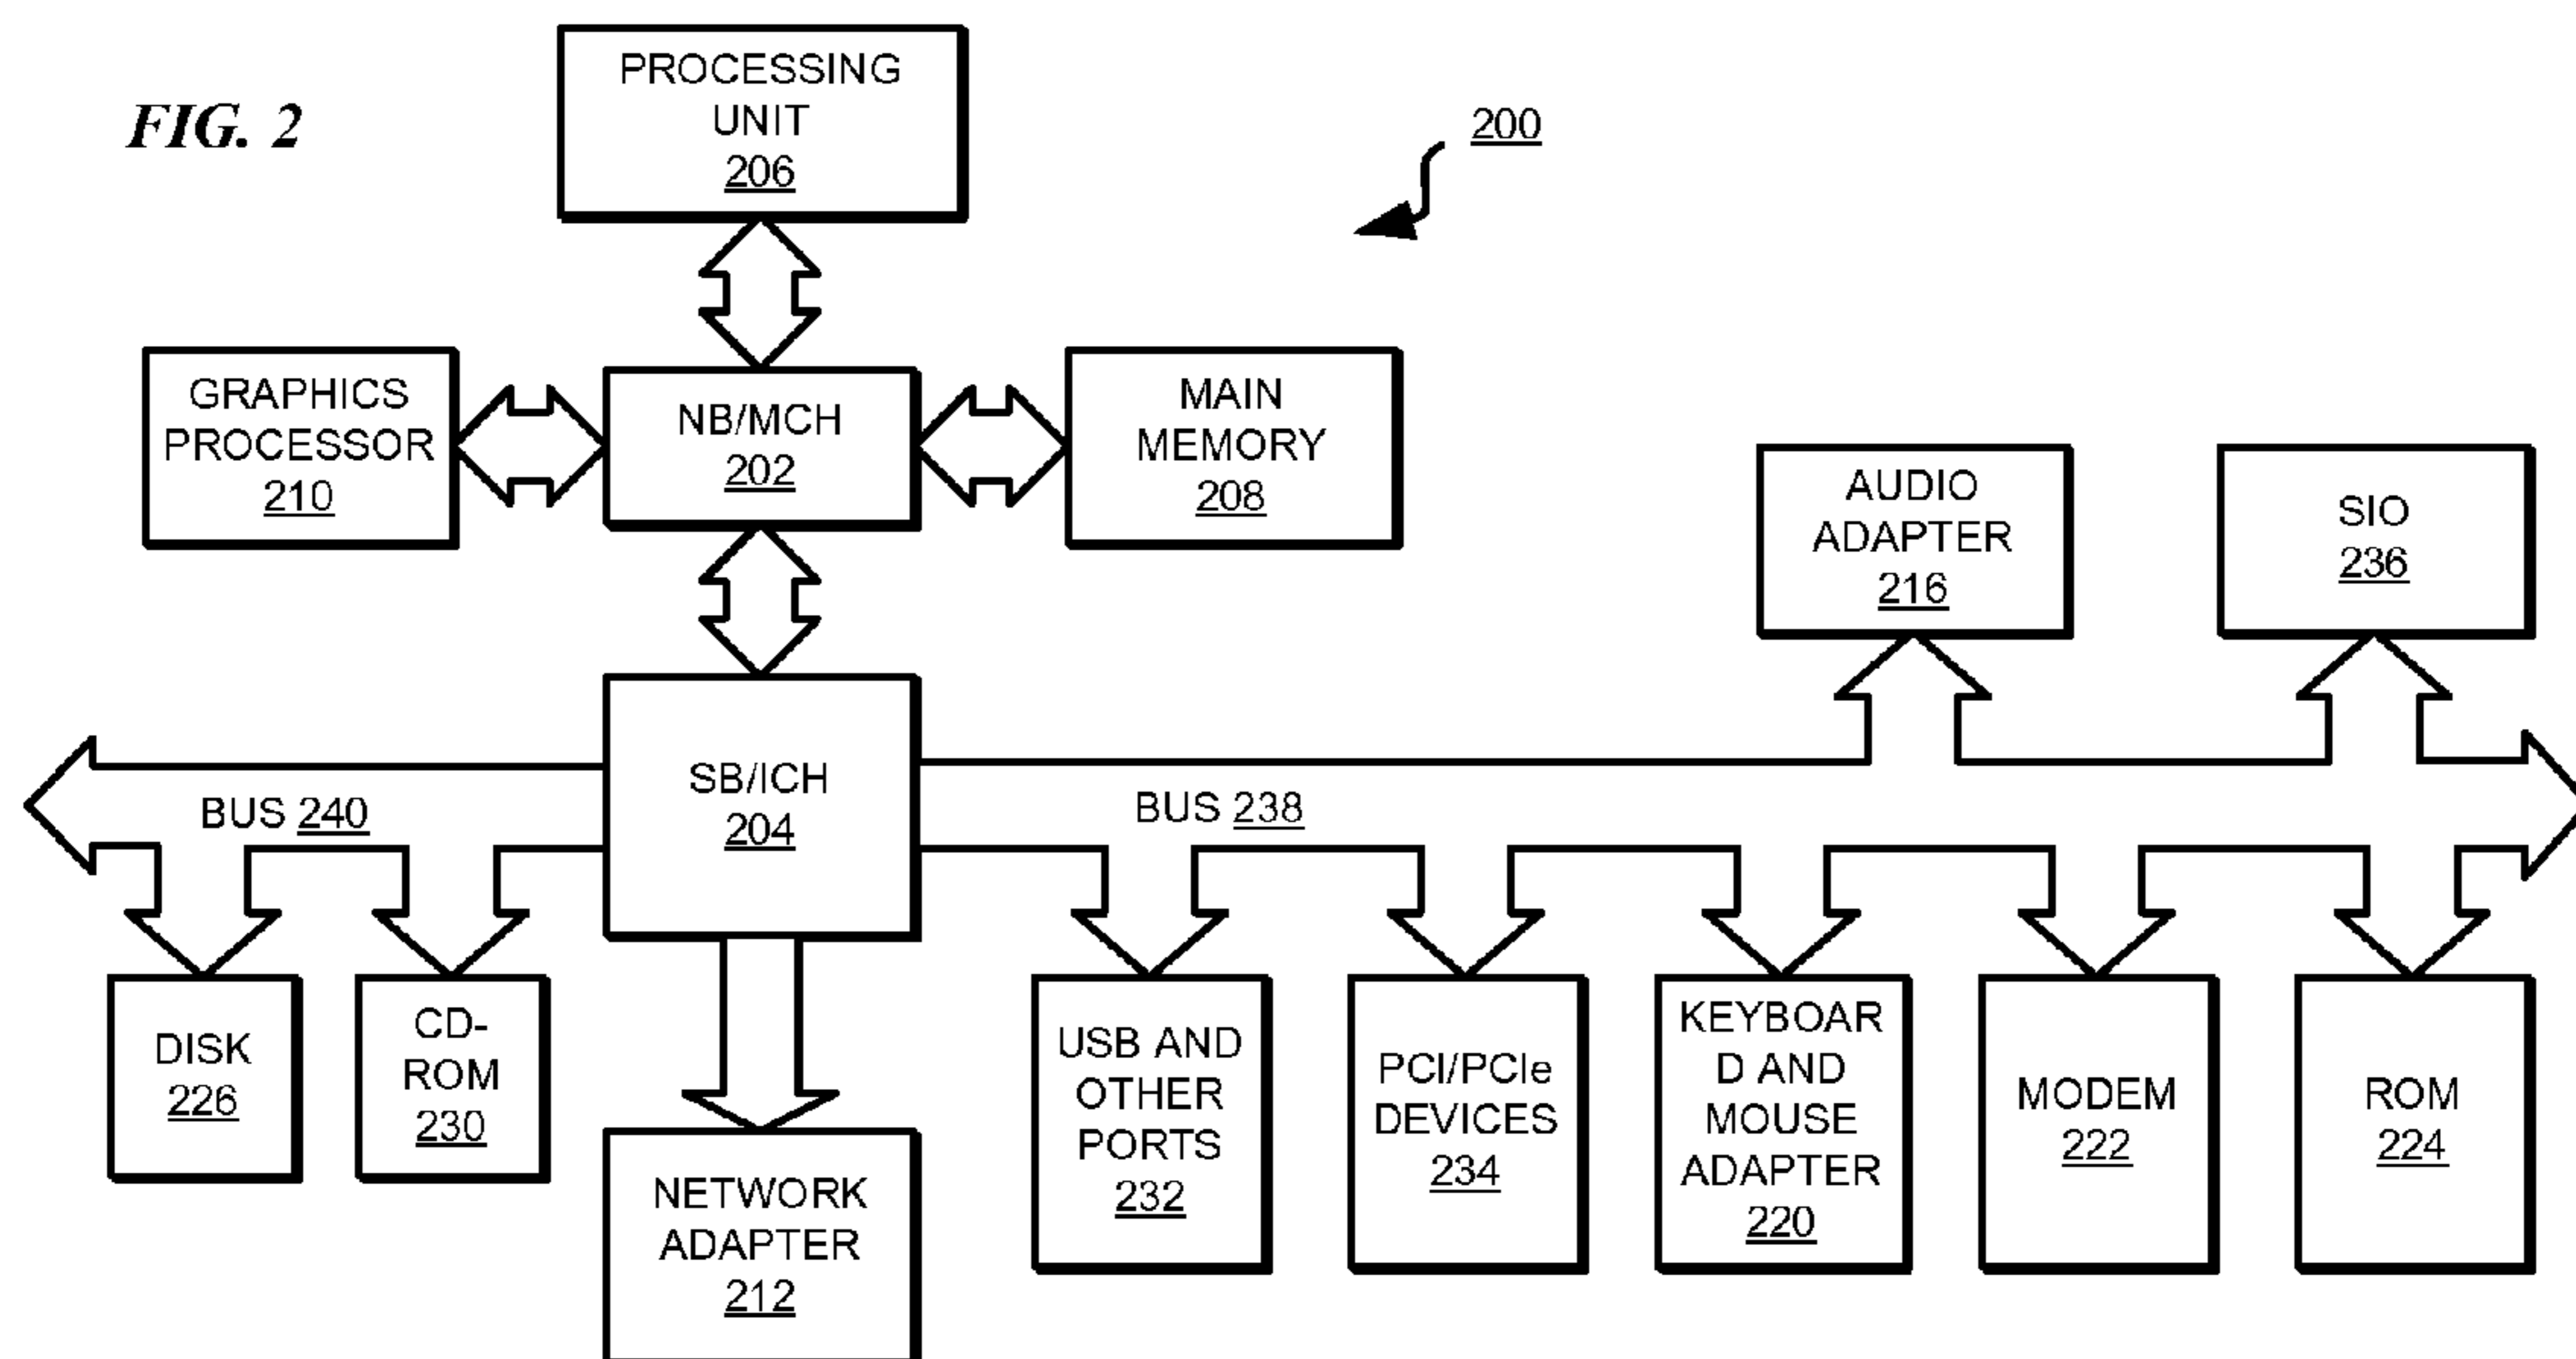 FIG. 2
PROCESSING
UNIT
206
200
GRAPHICS
PROCESSOR
210
NB/MCH
202
MAIN
MEMORY
208
AUDIO
ADAPTER
216
SIO
236
SB/ICH
204
BUS 240
BUS 238
DISK
226
CD-
ROM
230
NETWORK
ADAPTER
212
USB AND
OTHER
PORTS
232
PCI/PCIe
DEVICES
234
KEYBOAR
D AND
MOUSE
ADAPTER
220
MODEM
222
ROM
224